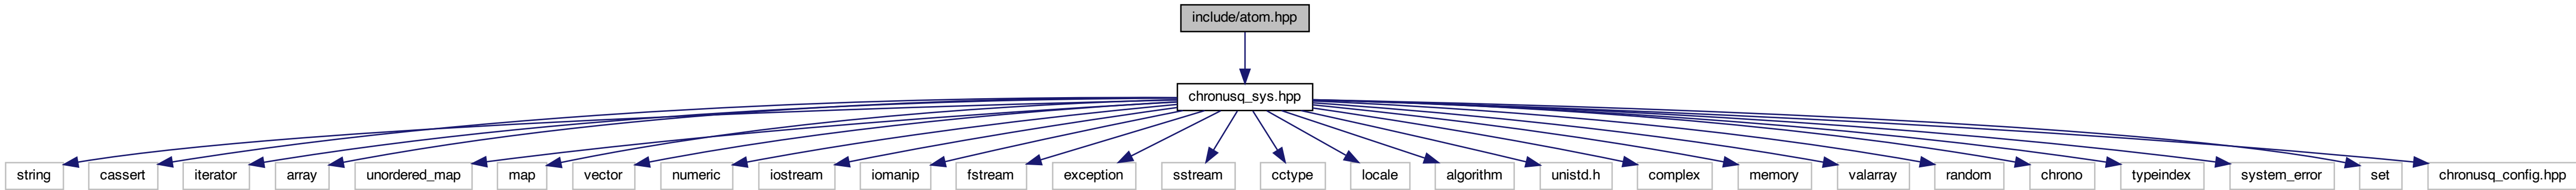 include/atom.hpp
chronusq_sys.hpp
string
cassert
iterator
array
unordered_map
map
vector
numeric
iostream
iomanip
fstream
exception
sstream
cctype
locale
algorithm
unistd.h
complex
memory
valarray
random
chrono
typeindex
system_error
set
chronusq_config.hpp